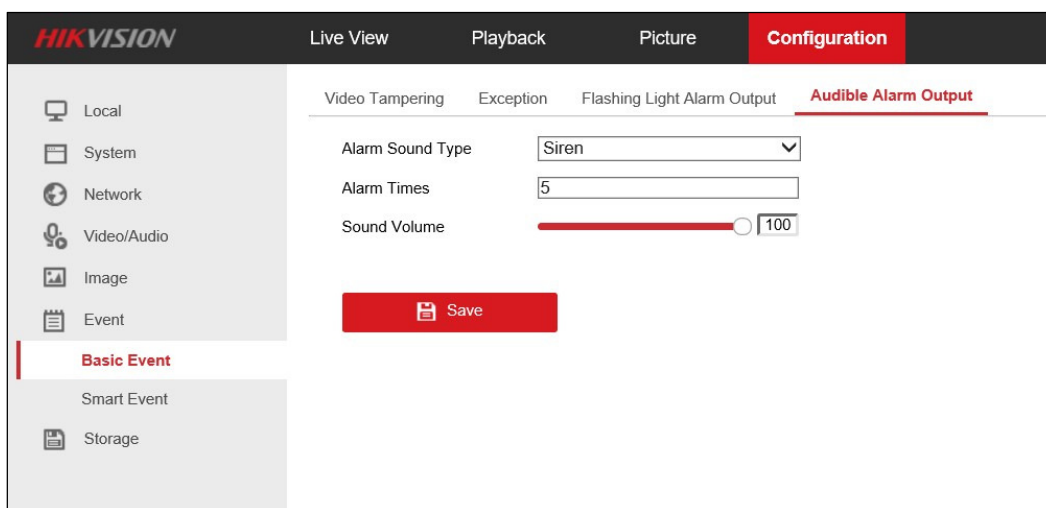 HIKVISION Live View Playback Picture Configuration
Local
System
Network
Video/Audio
Image
Event
Basic Event
Smart Event
Storage
Video Tampering Exception Flashing Light Alarm Output Audible Alarm Output
Alarm Sound Type Siren
Alarm Times 5
Sound Volume 100
Save